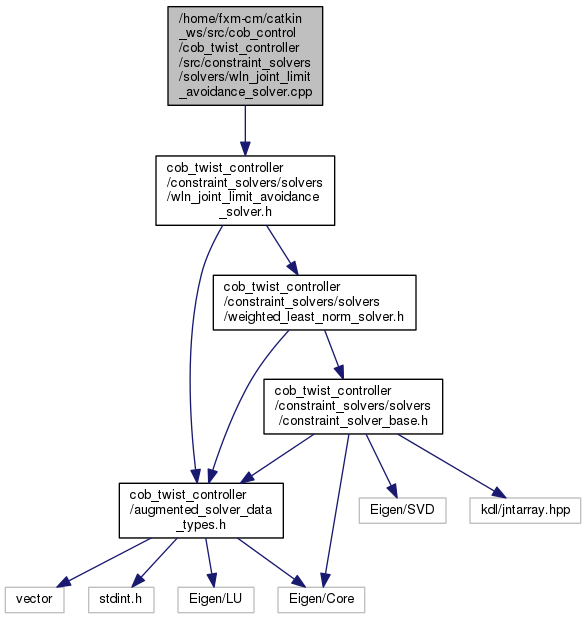 /home/fxm-cm/catkin
_ws/src/cob_control
/cob_twist_controller
/src/constraint_solvers
/solvers/wln_joint_limit
_avoidance_solver.cpp
cob_twist_controller
/constraint_solvers/solvers
/wln_joint_limit_avoidance
_solver.h
cob_twist_controller
/constraint_solvers/solvers
/weighted_least_norm_solver.h
cob_twist_controller
/constraint_solvers/solvers
/constraint_solver_base.h
cob_twist_controller
/augmented_solver_data
_types.h
Eigen/SVD
kdl/jntarray.hpp
vector
stdint.h
Eigen/LU
Eigen/Core